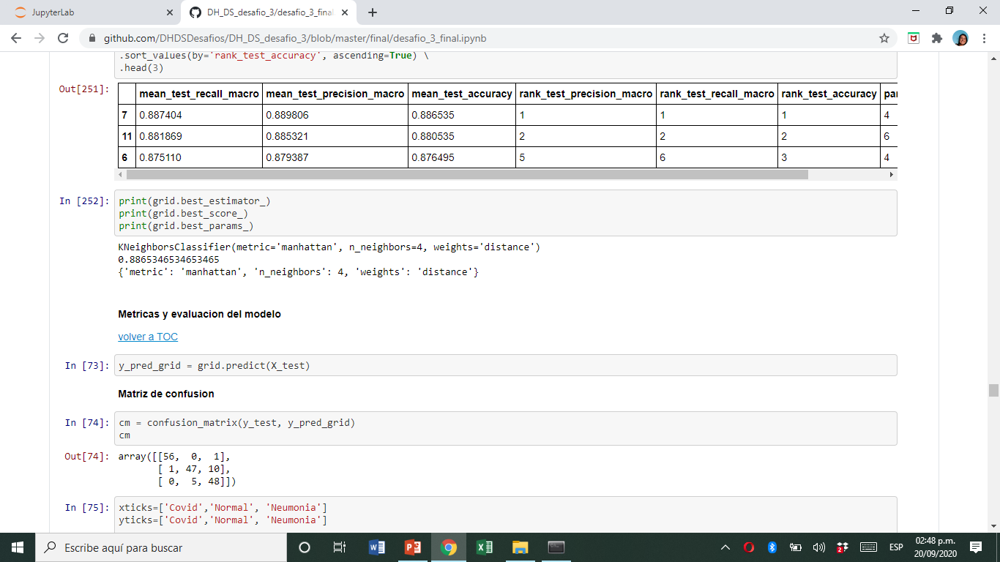 JupyterLab
DH_DS_desafio_3/desafio_3_final.
github.com/DHDSDesafios/DH_DS_desafio_3/blob/master/final/desafio_3_final.ipynb
.sort_values(by='rank_test_accuracy', ascending=True) \
.head(3)
Out[251]:
mean_test_recall_macro mean_test_precision_macro mean_test_accuracy rank_test_precision_macro rank_test_recall_macro rank_test_accuracy par
7 0.887404 0.889806 0.886535 1 1 1 4
11 0.881869 0.885321 0.880535 2 2 2 6
6 0.875110 0.879387 0.876495 5 6 3 4
In [252]: print(grid.best_estimator_)
print(grid.best_score_)
print(grid.best_params_)
KNeighborsClassifier(metric='manhattan', n_neighbors=4, weights='distance')
0.8865346534653465
{'metric': 'manhattan', 'n_neighbors': 4, 'weights': 'distance'}
Metricas y evaluacion del modelo
volver a TOC
In [73]: y_pred_grid = grid.predict(X_test)
Matriz de confusion
In [74]: cm = confusion_matrix(y_test, y_pred_grid)
cm
Out[74]: array([[56, 0, 1],
[ 1, 47, 10],
[ 0, 5, 48]])
In [75]: xticks=['Covid','Normal', 'Neumonia']
yticks=['Covid','Normal', 'Neumonia']
Escribe aquí para buscar
ESP
02:48 p.m.
20/09/2020